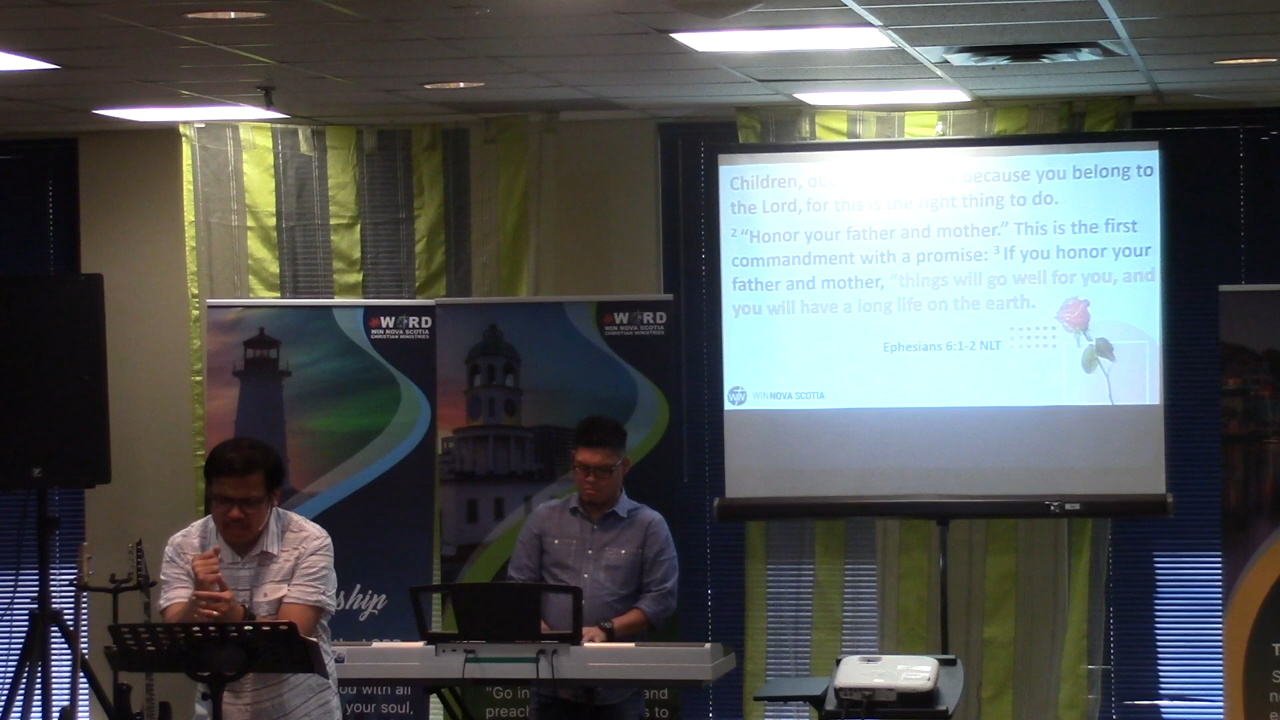 Children, because you belong to
the Lord, for this is the right thing to do.
2 “Honor your father and mother.” This is the first
commandment with a promise: 3 If you honor your
father and mother, “things will go well for you, and
you will have a long life on the earth.
Ephesians 6:1-2 NLT
WIN NOVA SCOTIA
WORD
WIN NOVA SCOTIA
CHRISTIAN MINISTRIES
WORD
WIN NOVA SCOTIA
CHRISTIAN MINISTRIES
with all
your soul,
"Go in and
preach to